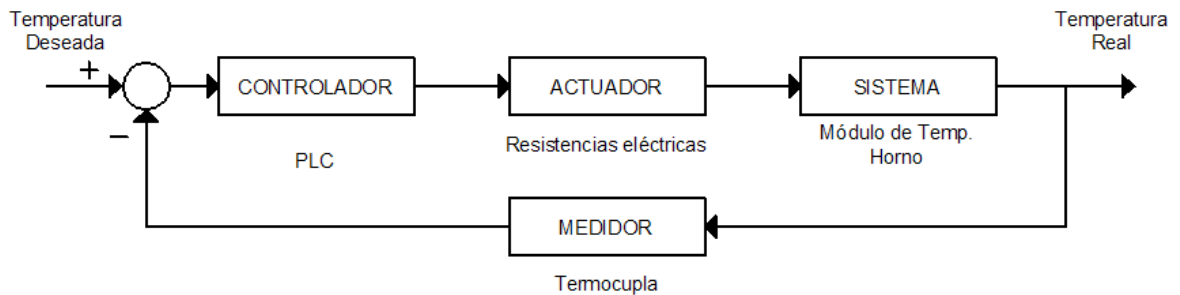 Temperatura
Deseada
Temperatura
Real
+
−
CONTROLADOR
ACTUADOR
SISTEMA
PLC
Resistencias eléctricas
Módulo de Temp.
Horno
MEDIDOR
Termocupla